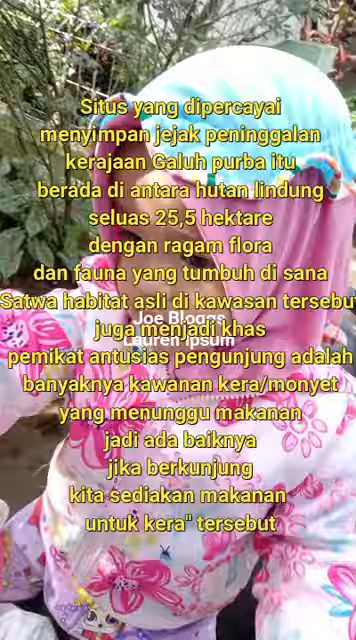 Situs yang dipercayai
menyimpan jejak peninggalan
kerajaan Galuh purba itu
berada di antara hutan lindung
seluas 25,5 hektare
dengan ragam flora
dan fauna yang tumbuh di sana
Satwa habitat asli di kawasan tersebut
Joe Bloggs
juga menjadi khas
Lauren Ipsum
pemikat antusias pengunjung adalah
banyaknya kawanan kera/monyet
yang menunggu makanan
jadi ada baiknya
jika berkunjung
kita sediakan makanan
untuk kera" tersebut